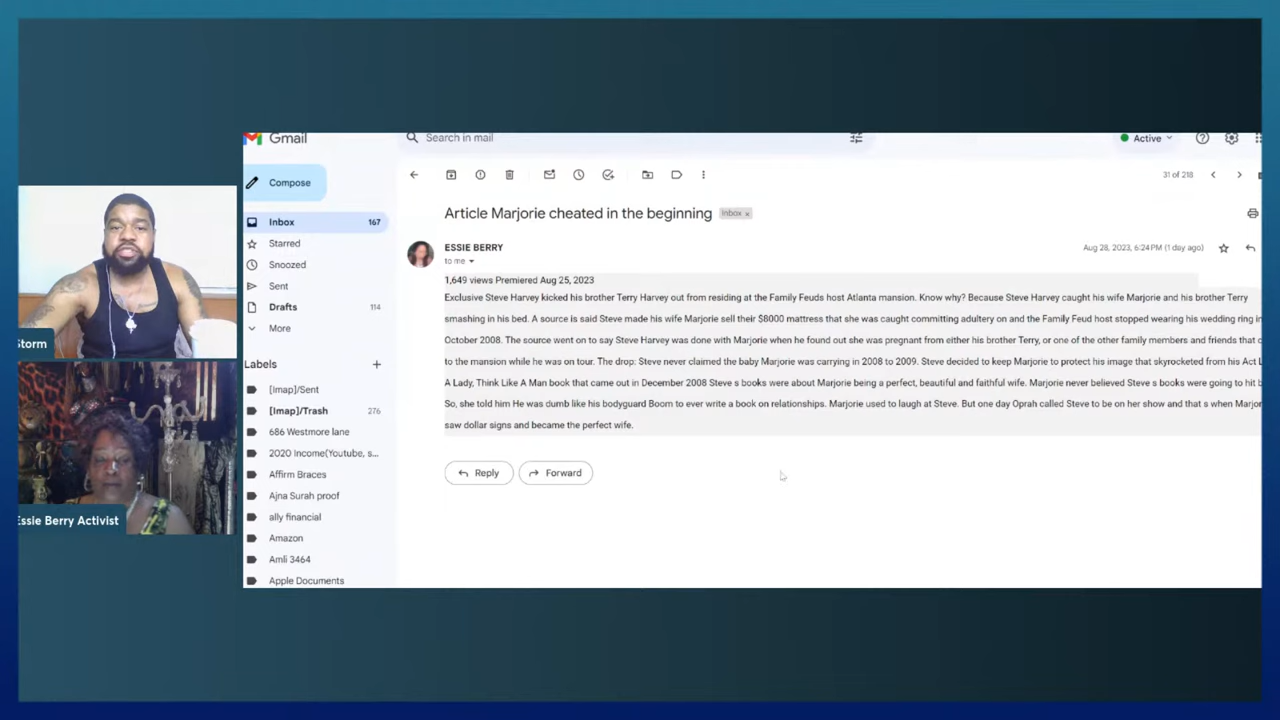 Gmail
Search in mail
Active
Compose
31 of 218
Inbox 167
Article Marjorie cheated in the beginning Inbox x
Starred
ESSIE BERRY
Aug 28, 2023, 6:24 PM (1 day ago)
to me
Snoozed
1,649 views Premiered Aug 25, 2023
Sent
Exclusive Steve Harvey kicked his brother Terry Harvey out from residing at the Family Feuds host Atlanta mansion. Know why? Because Steve Harvey caught his wife Marjorie and his brother Terry
Drafts 114
smashing in his bed. A source is said Steve made his wife Marjorie sell their $8000 mattress that she was caught committing adultery on and the Family Feud host stopped wearing his wedding ring in
More
October 2008. The source went on to say Steve Harvey was done with Marjorie when he found out she was pregnant from either his brother Terry, or one of the other family members and friends that
Labels
to the mansion while he was on tour. The drop: Steve never claimed the baby Marjorie was carrying in 2008 to 2009. Steve decided to keep Marjorie to protect his image that skyrocketed from his Act L
[Imap]/Sent
A Lady, Think Like A Man book that came out in December 2008 Steve s books were about Marjorie being a perfect, beautiful and faithful wife. Marjorie never believed Steve s books were going to hit b
[Imap]/Trash 276
So, she told him He was dumb like his bodyguard Boom to ever write a book on relationships. Marjorie used to laugh at Steve. But one day Oprah called Steve to be on her show and that s when Marjor
saw dollar signs and became the perfect wife.
686 Westmore lane
2020 Income(Youtube, s...
Reply
Forward
Affirm Braces
Ajna Surah proof
ally financial
Amazon
Amli 3464
Apple Documents
Storm
Essie Berry Activist